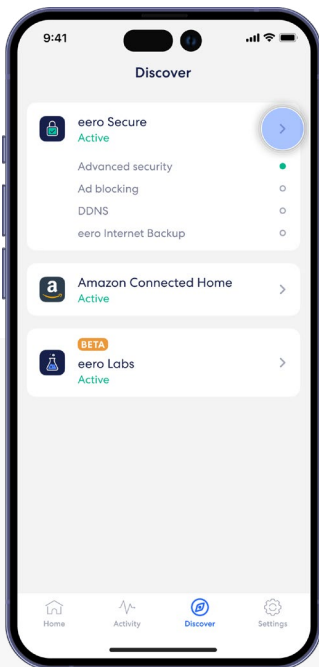 9:41
Discover
eero Secure
Active
Advanced security
Ad blocking
DDNS
eero Internet Backup
Amazon Connected Home
Active
BETA
eero Labs
Active
Home Activity Discover Settings